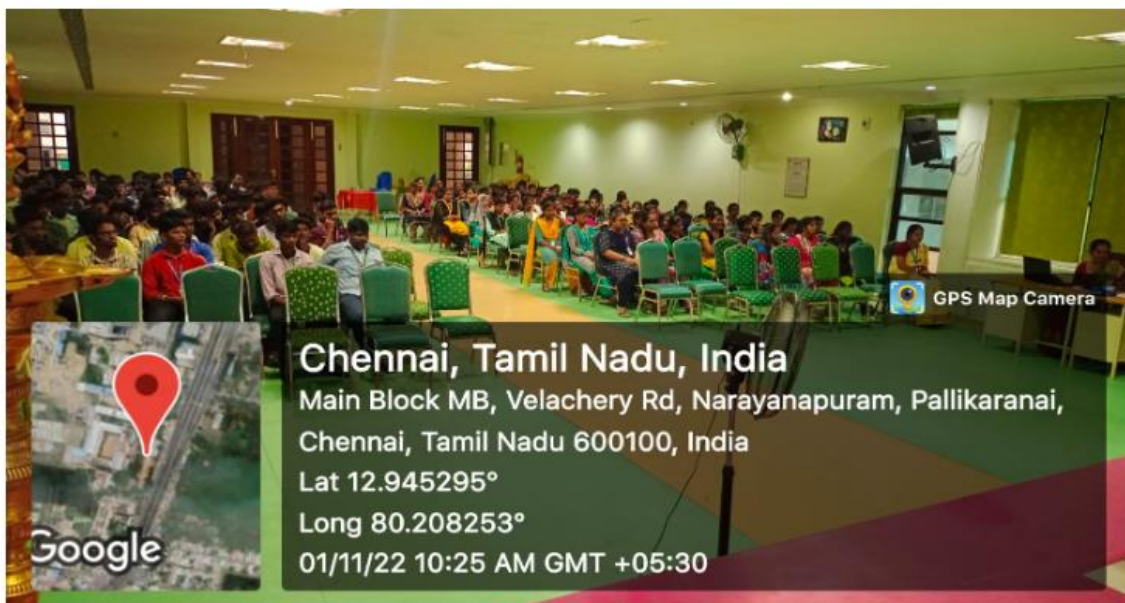 GPS Map Camera
Chennai, Tamil Nadu, India
Main Block MB, Velachery Rd, Narayanapuram, Pallikaranai,
Chennai, Tamil Nadu 600100, India
Lat 12.945295°
Long 80.208253°
01/11/22 10:25 AM GMT +05:30
Google